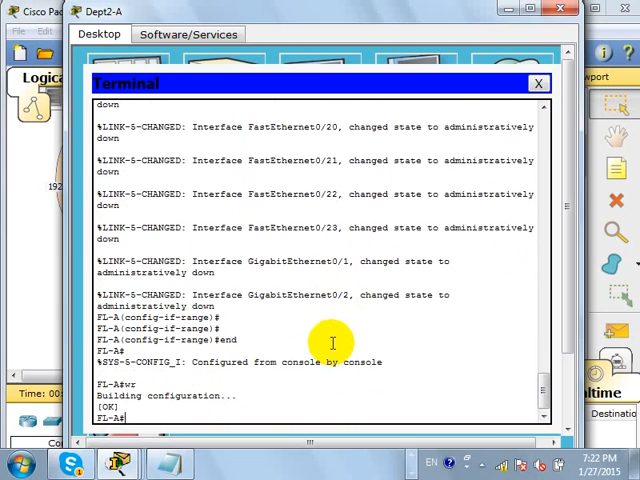 Cisco Pad
Dept2-A
File
Desktop
Software/Services
Logica
wport
Terminal
X
down
%LINK-5-CHANGED: Interface FastEthernet0/20, changed state to administratively
down
%LINK-5-CHANGED: Interface FastEthernet0/21, changed state to administratively
down
%LINK-5-CHANGED: Interface FastEthernet0/22, changed state to administratively
down
%LINK-5-CHANGED: Interface FastEthernet0/23, changed state to administratively
down
%LINK-5-CHANGED: Interface GigabitEthernet0/1, changed state to
administratively down
%LINK-5-CHANGED: Interface GigabitEthernet0/2, changed state to
administratively down
FL-A(config-if-range)#
FL-A(config-if-range)#
FL-A(config-if-range)#end
FL-A#
%SYS-5-CONFIG_I: Configured from console by console
FL-A#wr
Building configuration...
[OK]
FL-A#
192
Time: 00:
ealtime
Destinatio
EN
7:22 PM
1/27/2015